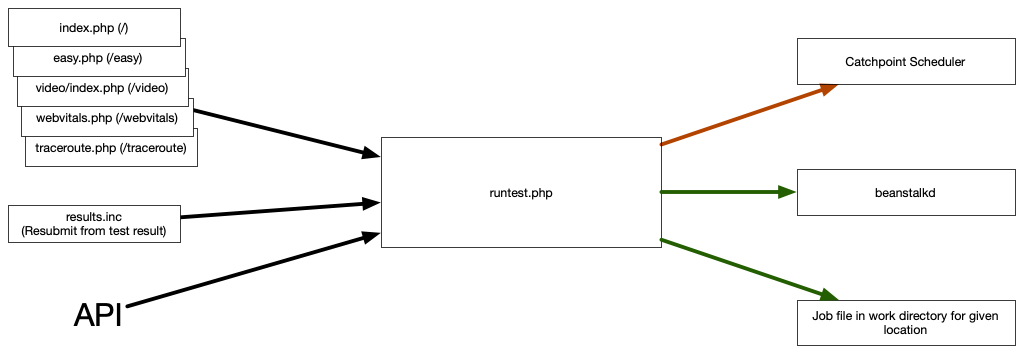 index.php (/)
easy.php (/easy)
video/index.php (/video)
webvitals.php (/webvitals)
traceroute.php (/traceroute)
results.inc
(Resubmit from test result)
API
runtest.php
Catchpoint Scheduler
beanstalkd
Job file in work directory for given
location